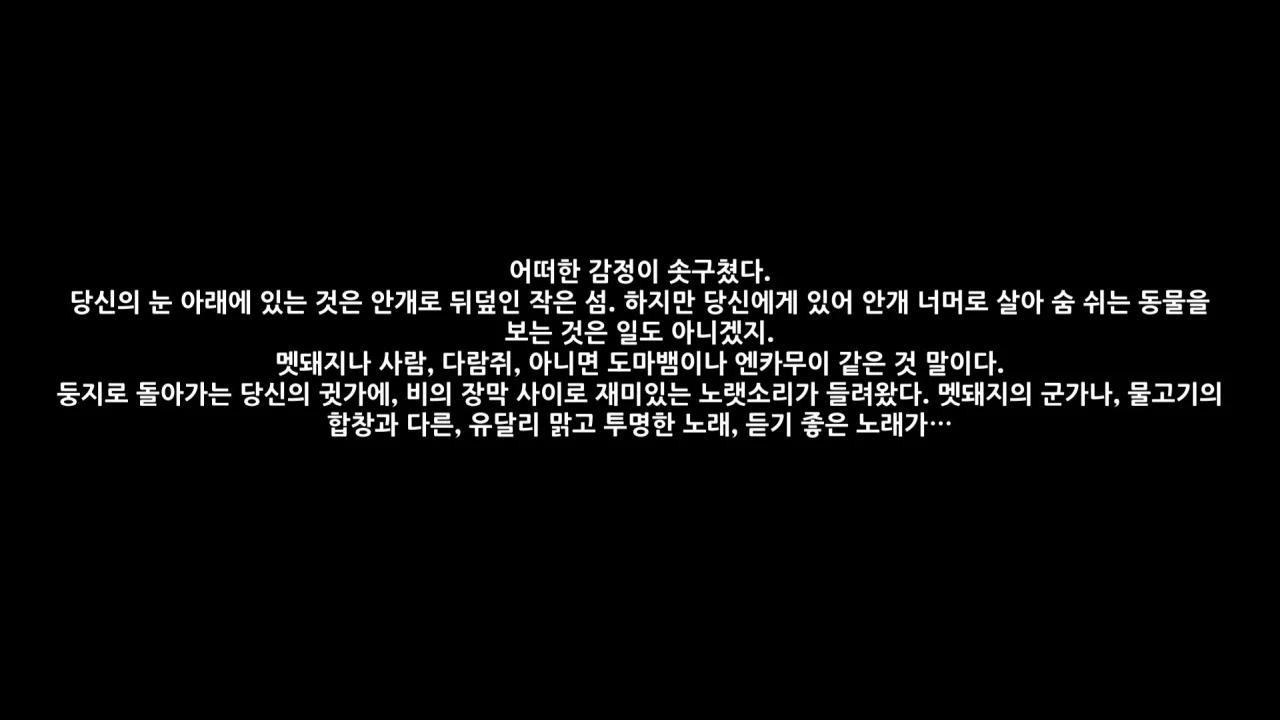 어떠한 감정이 솟구쳤다.
당신의 눈 아래에 있는 것은 안개로 뒤덮인 작은 섬. 하지만 당신에게 있어 안개 너머로 살아 숨 쉬는 동물을
보는 것은 일도 아니겠지.
멧돼지나 사람, 다람쥐, 아니면 도마뱀이나 엔카무이 같은 것 말이다.
둥지로 돌아가는 당신의 귓가에, 비의 장막 사이로 재미있는 노랫소리가 들려왔다. 멧돼지의 군가나, 물고기의
합창과 다른, 유달리 맑고 투명한 노래, 듣기 좋은 노래가…